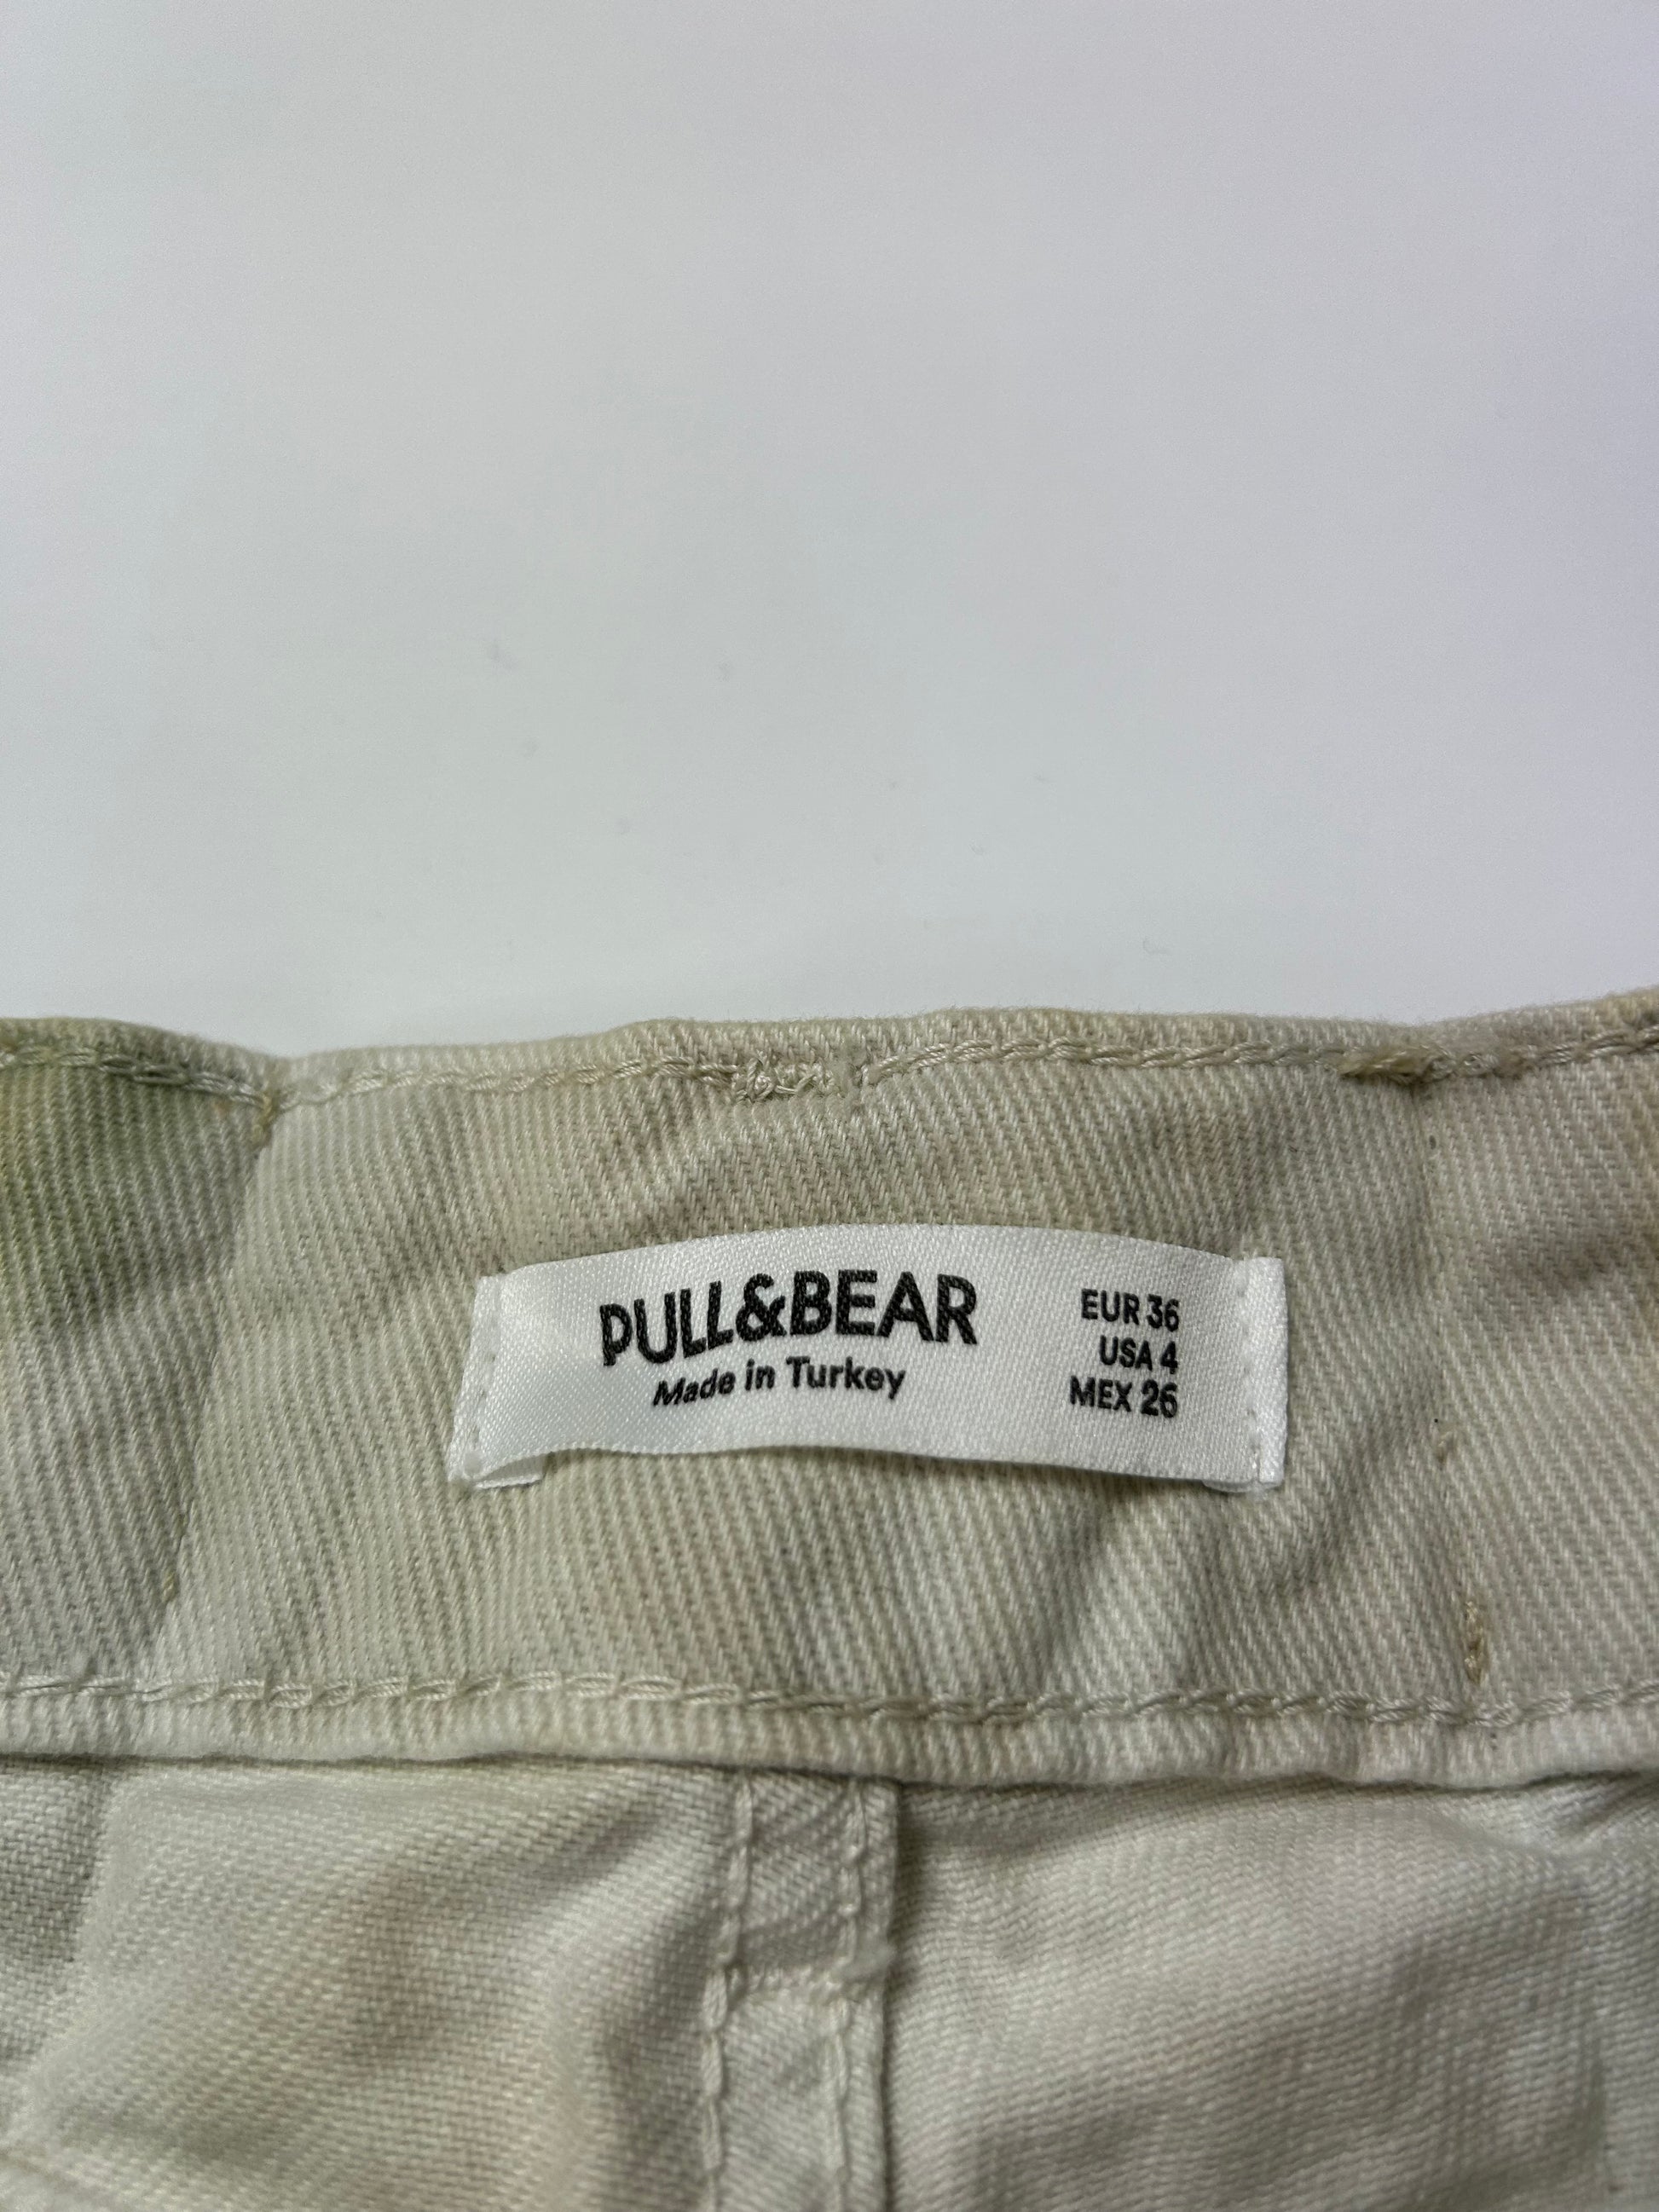 PULL&BEAR
Made in Turkey
EUR 36
USA 4
MEX 26